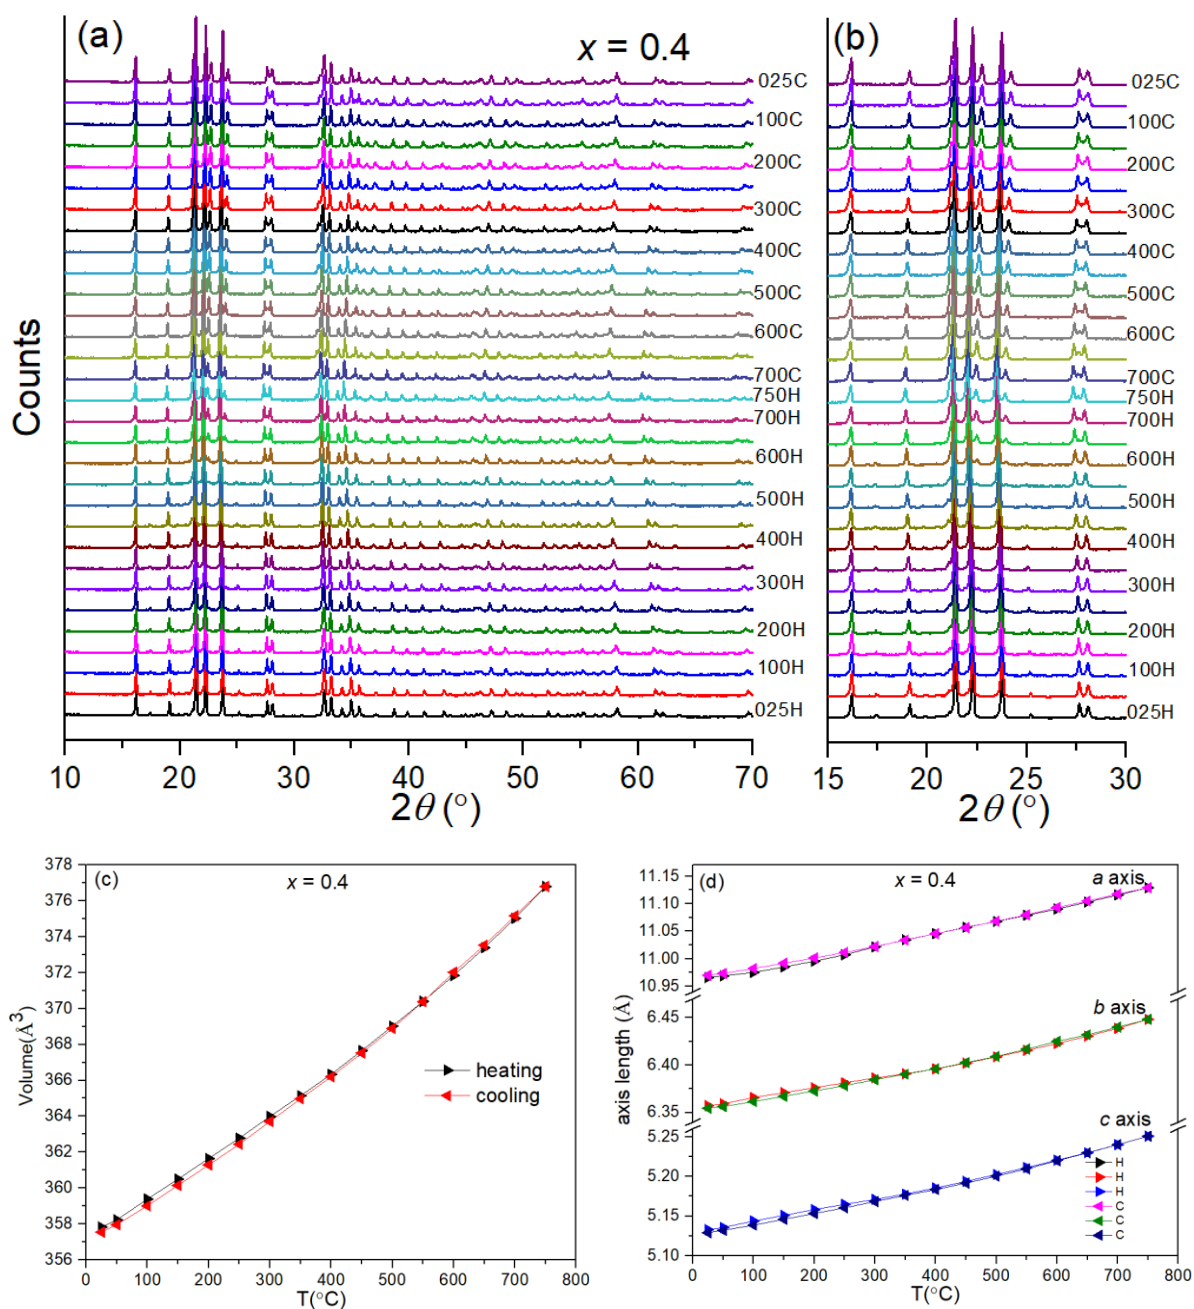 (a)
x = 0.4
025C
100C
200C
300C
400C
500C
600C
700C
750H
700H
600H
500H
400H
300H
200H
100H
025H
Counts
10 20 30 40 50 60 70
2θ (°)
(b)
025C
100C
200C
300C
400C
500C
600C
700C
750H
700H
600H
500H
400H
300H
200H
100H
025H
15 20 25 30
2θ (°)
(c)
x = 0.4
378
376
374
372
370
368
366
364
362
360
358
356
Volume(Å³)
heating
cooling
0 100 200 300 400 500 600 700 800
T(°C)
(d)
x = 0.4
a axis
11.15
11.10
11.05
11.00
10.95
b axis
6.45
6.40
6.35
c axis
5.25
5.20
5.15
5.10
axis length (Å)
H
H
H
C
C
C
0 100 200 300 400 500 600 700 800
T(°C)